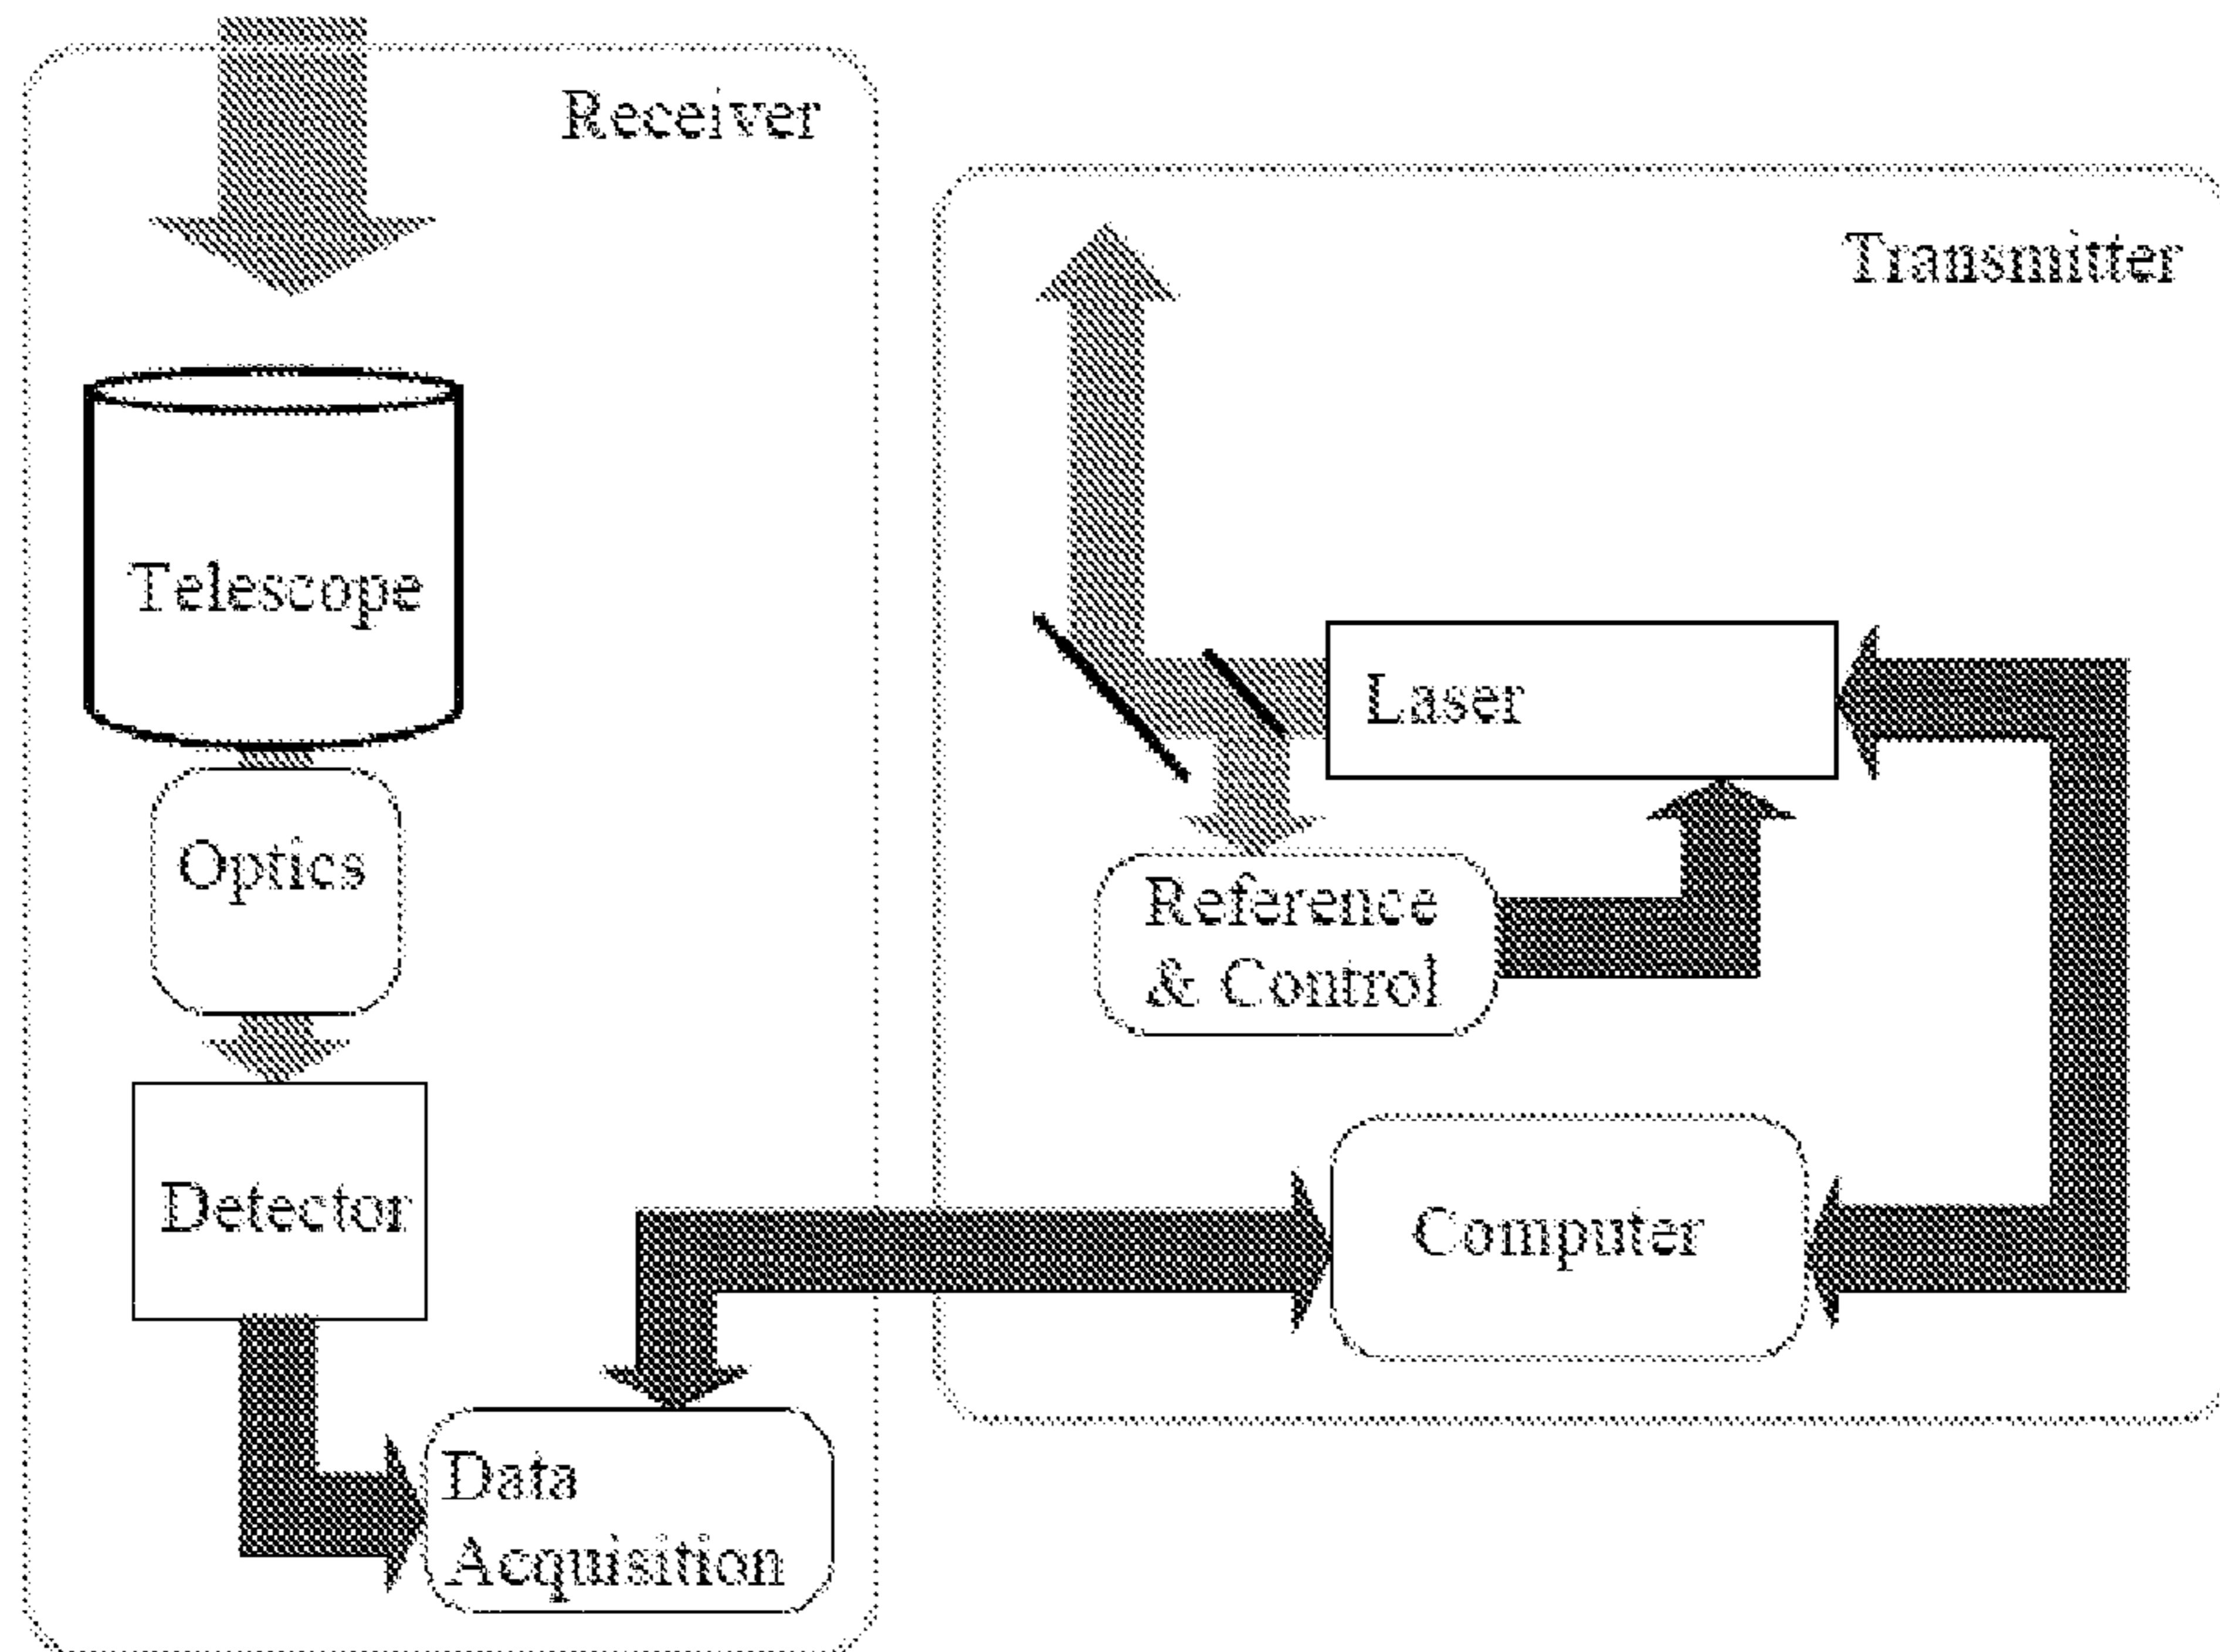 Receiver
Telescope
Optics
Detector
Data
Acquisition
Transmitter
Laser
Reference
& Control
Computer